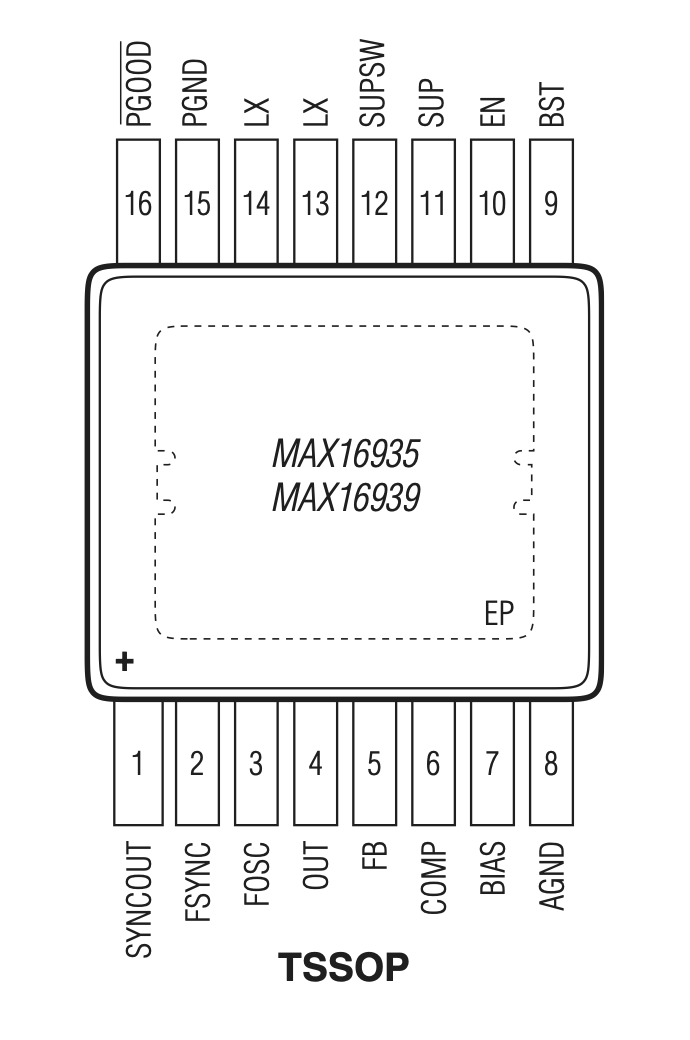 PGOOD PGND LX LX SUPSW SUP EN BST
16 15 14 13 12 11 10 9
MAX16935
MAX16939
EP
+
1 2 3 4 5 6 7 8
SYNCOUT FSYNC FOSC OUT FB COMP BIAS AGND
TSSOP